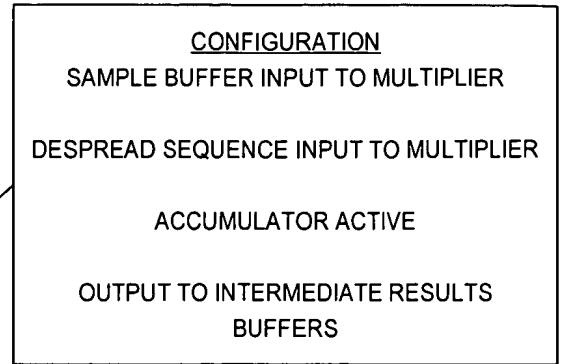 CONFIGURATION
SAMPLE BUFFER INPUT TO MULTIPLIER
DESPREAD SEQUENCE INPUT TO MULTIPLIER
ACCUMULATOR ACTIVE
OUTPUT TO INTERMEDIATE RESULTS
BUFFERS